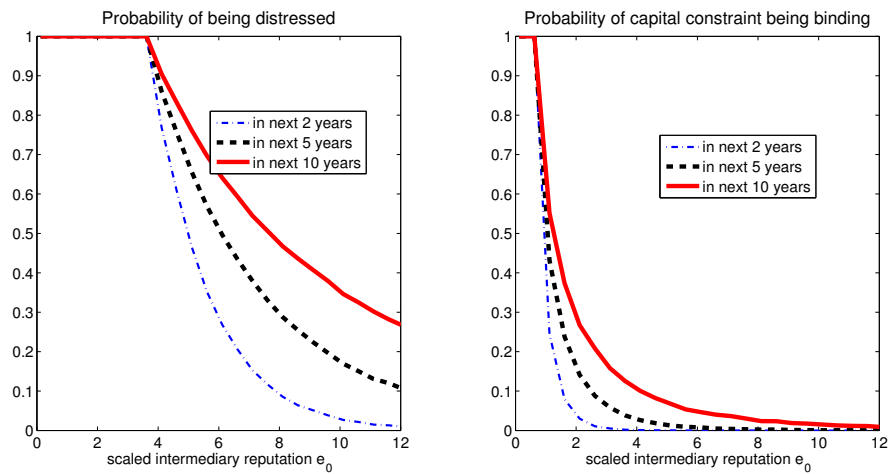 Probability of being distressed
1
0.9
0.8
0.7
0.6
0.5
0.4
0.3
0.2
0.1
0
in next 2 years
in next 5 years
in next 10 years
0 2 4 6 8 10 12
scaled intermediary reputation e₀
Probability of capital constraint being binding
1
0.9
0.8
0.7
0.6
0.5
0.4
0.3
0.2
0.1
0
in next 2 years
in next 5 years
in next 10 years
0 2 4 6 8 10 12
scaled intermediary reputation e₀